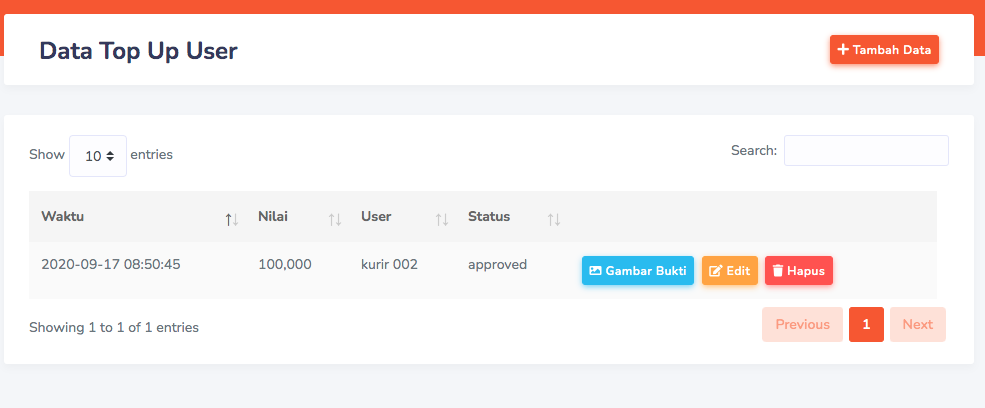 Data Top Up User
Tambah Data
Show 10 entries
Search:
Waktu Nilai User Status
2020-09-17 08:50:45 100,000 kurir 002 approved Gambar Bukti Edit Hapus
Showing 1 to 1 of 1 entries
Previous 1 Next